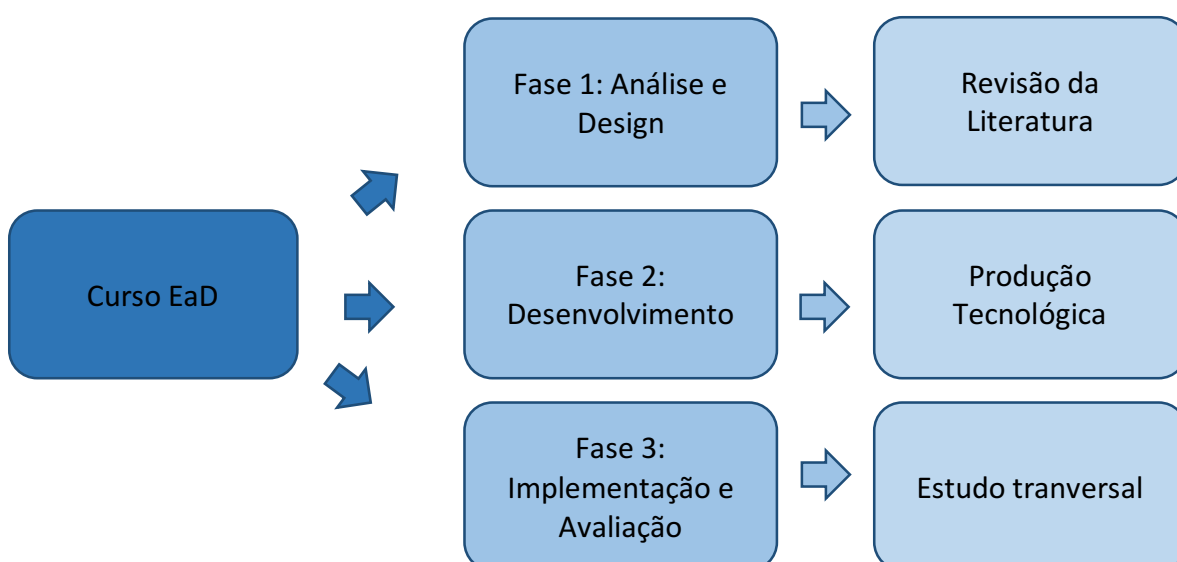 Fase 1: Análise e
Design
Revisão da
Literatura
Curso EaD
Fase 2:
Desenvolvimento
Produção
Tecnológica
Fase 3:
Implementação e
Avaliação
Estudo tranversal